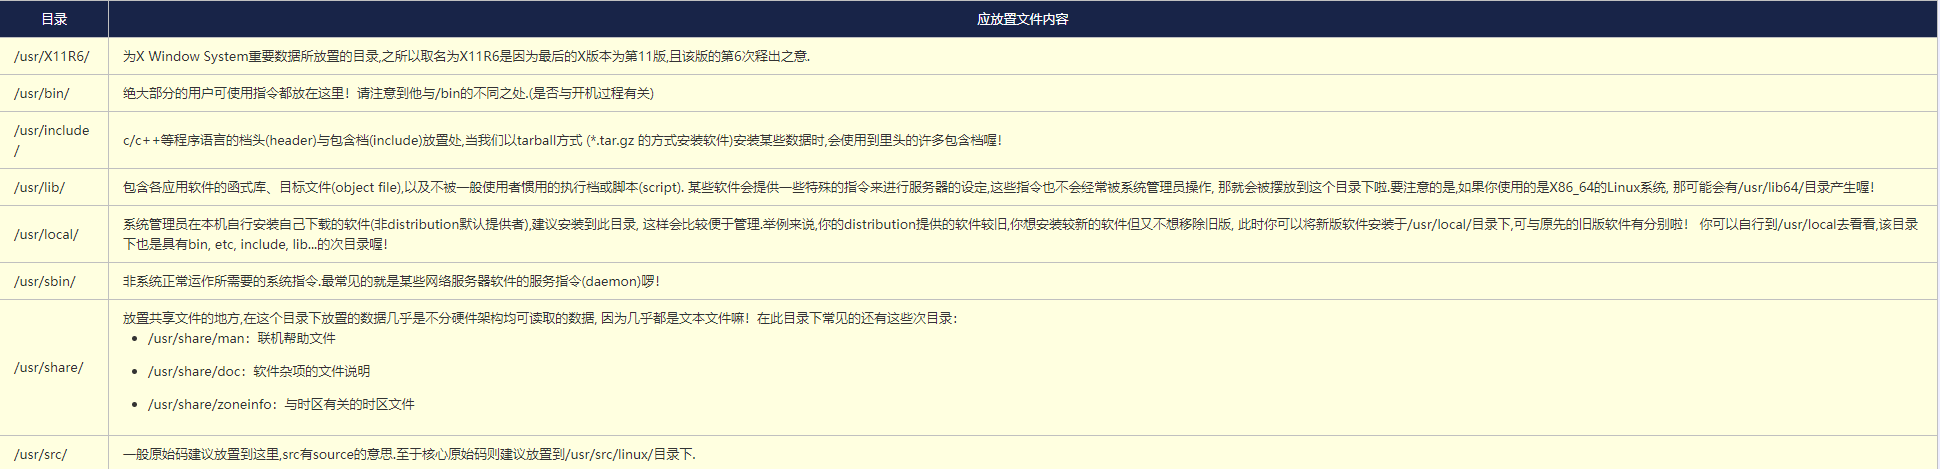 目录
应放置文件内容
/usr/X11R6/
为X Window System重要数据所放置的目录,之所以取名为X11R6是因为最后的X版本为第11版,且该版的第6次释出之意.
/usr/bin/
绝大部分的用户可使用指令都放在这里！请注意到他与/bin的不同之处.(是否与开机过程有关)
/usr/include
/
c/c++等程序语言的档头(header)与包含档(include)放置处,当我们以tarball方式 (*.tar.gz 的方式安装软件)安装某些数据时,会使用到里头的许多包含档喔！
/usr/lib/
包含各应用软件的函式库、目标文件(object file),以及不被一般使用者惯用的执行档或脚本(script). 某些软件会提供一些特殊的指令来进行服务器的设定,这些指令也不会经常被系统管理员操作, 那就会被摆放到这个目录下啦.要注意的是,如果你使用的是X86_64的Linux系统, 那可能会有/usr/lib64/目录产生喔！
/usr/local/
系统管理员在本机自行安装自己下载的软件(非distribution默认提供者),建议安装到此目录, 这样会比较便于管理.举例来说,你的distribution提供的软件较旧,你想安装较新的软件但又不想移除旧版, 此时你可以将新版软件安装于/usr/local/目录下,可与原先的旧版软件有分别啦！ 你可以自行到/usr/local去看看,该目录
下也是具有bin, etc, include, lib...的次目录喔！
/usr/sbin/
非系统正常运作所需要的系统指令.最常见的就是某些网络服务器软件的服务指令(daemon)啰！
/usr/share/
放置共享文件的地方,在这个目录下放置的数据几乎是不分硬件架构均可读取的数据, 因为几乎都是文本文件嘛！在此目录下常见的还有这些次目录：
• /usr/share/man：联机帮助文件
• /usr/share/doc：软件杂项的文件说明
• /usr/share/zoneinfo：与时区有关的时区文件
/usr/src/
一般原始码建议放置到这里,src有source的意思.至于核心原始码则建议放置到/usr/src/linux/目录下.